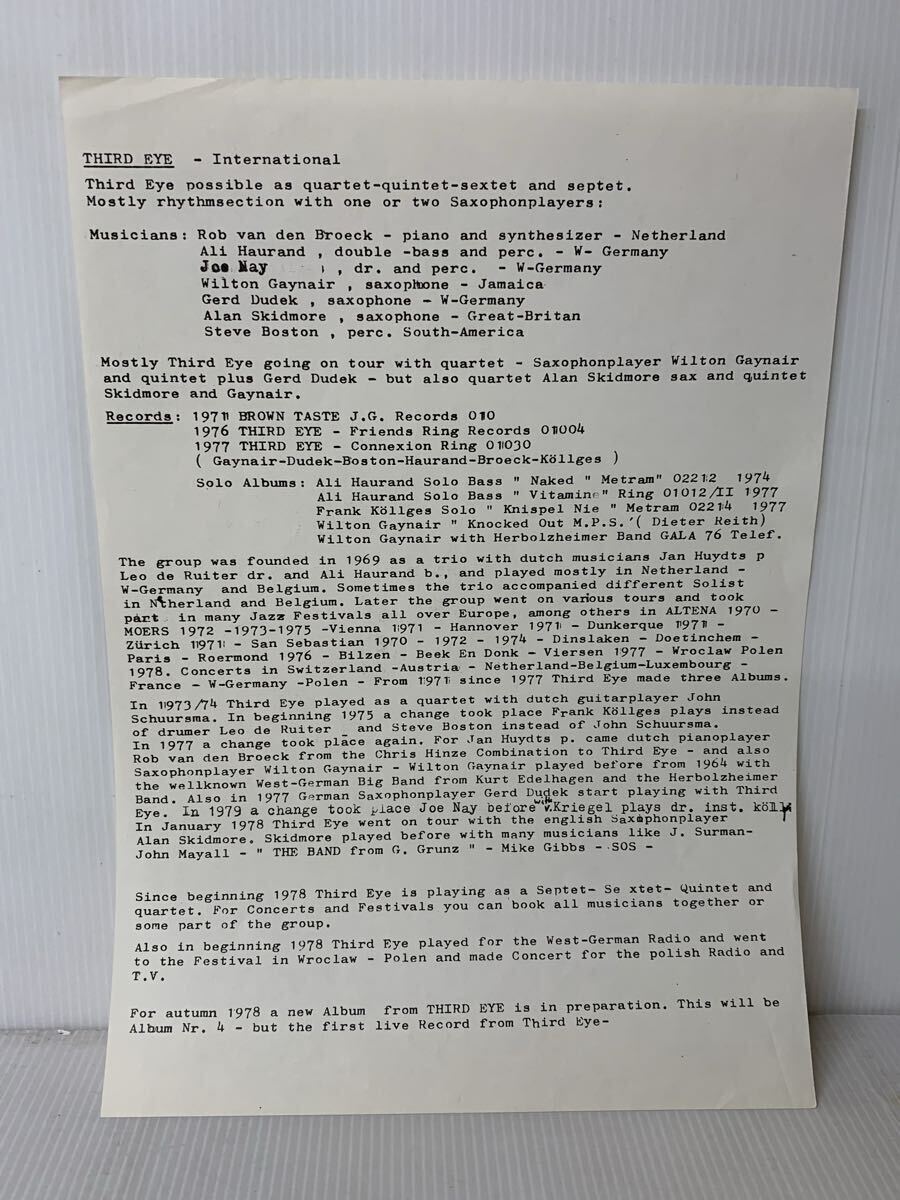 THIRD EYE - International
Third Eye possible as quartet-quintet-sextet and septet.
Mostly rhythmsection with one or two Saxophonplayers:
Musicians: Rob van den Broeck - piano and synthesizer - Netherland
Ali Haurand , double -bass and perc. - W- Germany
Joe Nay , dr. and perc. - W-Germany
Wilton Gaynair , saxophone - Jamaica
Gerd Dudek , saxophone - W-Germany
Alan Skidmore , saxophone - Great-Britan
Steve Boston , perc. South-America
Mostly Third Eye going on tour with quartet - Saxophonplayer Wilton Gaynair
and quintet plus Gerd Dudek - but also quartet Alan Skidmore sax and quintet
Skidmore and Gaynair.
Records: 1971 BROWN TASTE J.G. Records 010
1976 THIRD EYE - Friends Ring Records 01004
1977 THIRD EYE - Connexion Ring 01030
( Gaynair-Dudek-Boston-Haurand-Broeck-Köllges )
Solo Albums: Ali Haurand Solo Bass " Naked " Metram" 02212 1974
Ali Haurand Solo Bass " Vitamine" Ring 01012/II 1977
Frank Köllges Solo " Knispel Nie " Metram 02214 1977
Wilton Gaynair " Knocked Out M.P.S.'( Dieter Reith)
Wilton Gaynair with Herbolzheimer Band GALA 76 Telef.
The group was founded in 1969 as a trio with dutch musicians Jan Huydts p
Leo de Ruiter dr. and Ali Haurand b., and played mostly in Netherland -
W-Germany and Belgium. Sometimes the trio accompanied different Solist
in Netherland and Belgium. Later the group went on various tours and took
part in many Jazz Festivals all over Europe, among others in ALTENA 1970 -
MOERS 1972 -1973-1975 -Vienna 1971 - Hannover 1971 - Dunkerque 1971 -
Zürich 1971 - San Sebastian 1970 - 1972 - 1974 - Dinslaken - Doetinchem -
Paris - Roermond 1976 - Bilzen - Beek En Donk - Viersen 1977 - Wroclaw Polen
1978. Concerts in Switzerland -Austria - Netherland-Belgium-Luxembourg -
France - W-Germany -Polen - From 1971 since 1977 Third Eye made three Albums.
In 1973/74 Third Eye played as a quartet with dutch guitarplayer John
Schuursma. In beginning 1975 a change took place Frank Köllges plays instead
of drumer Leo de Ruiter _ and Steve Boston instead of John Schuursma.
In 1977 a change took place again. For Jan Huydts p. came dutch pianoplayer
Rob van den Broeck from the Chris Hinze Combination to Third Eye - and also
Saxophonplayer Wilton Gaynair - Wilton Gaynair played before from 1964 with
the wellknown West-German Big Band from Kurt Edelhagen and the Herbolzheimer
Band. Also in 1977 German Saxophonplayer Gerd Dudek start playing with Third
Eye. In 1979 a change took place Joe Nay before with v.Kriegel plays dr. inst. köll
In January 1978 Third Eye went on tour with the english Saxophonplayer
Alan Skidmore. Skidmore played before with many musicians like J. Surman-
John Mayall - " THE BAND from G. Grunz " - Mike Gibbs - SOS -
Since beginning 1978 Third Eye is playing as a Septet- Se xtet- Quintet and
quartet. For Concerts and Festivals you can book all musicians together or
some part of the group.
Also in beginning 1978 Third Eye played for the West-German Radio and went
to the Festival in Wroclaw - Polen and made Concert for the polish Radio and
T.V.
For autumn 1978 a new Album from THIRD EYE is in preparation. This will be
Album Nr. 4 - but the first live Record from Third Eye-